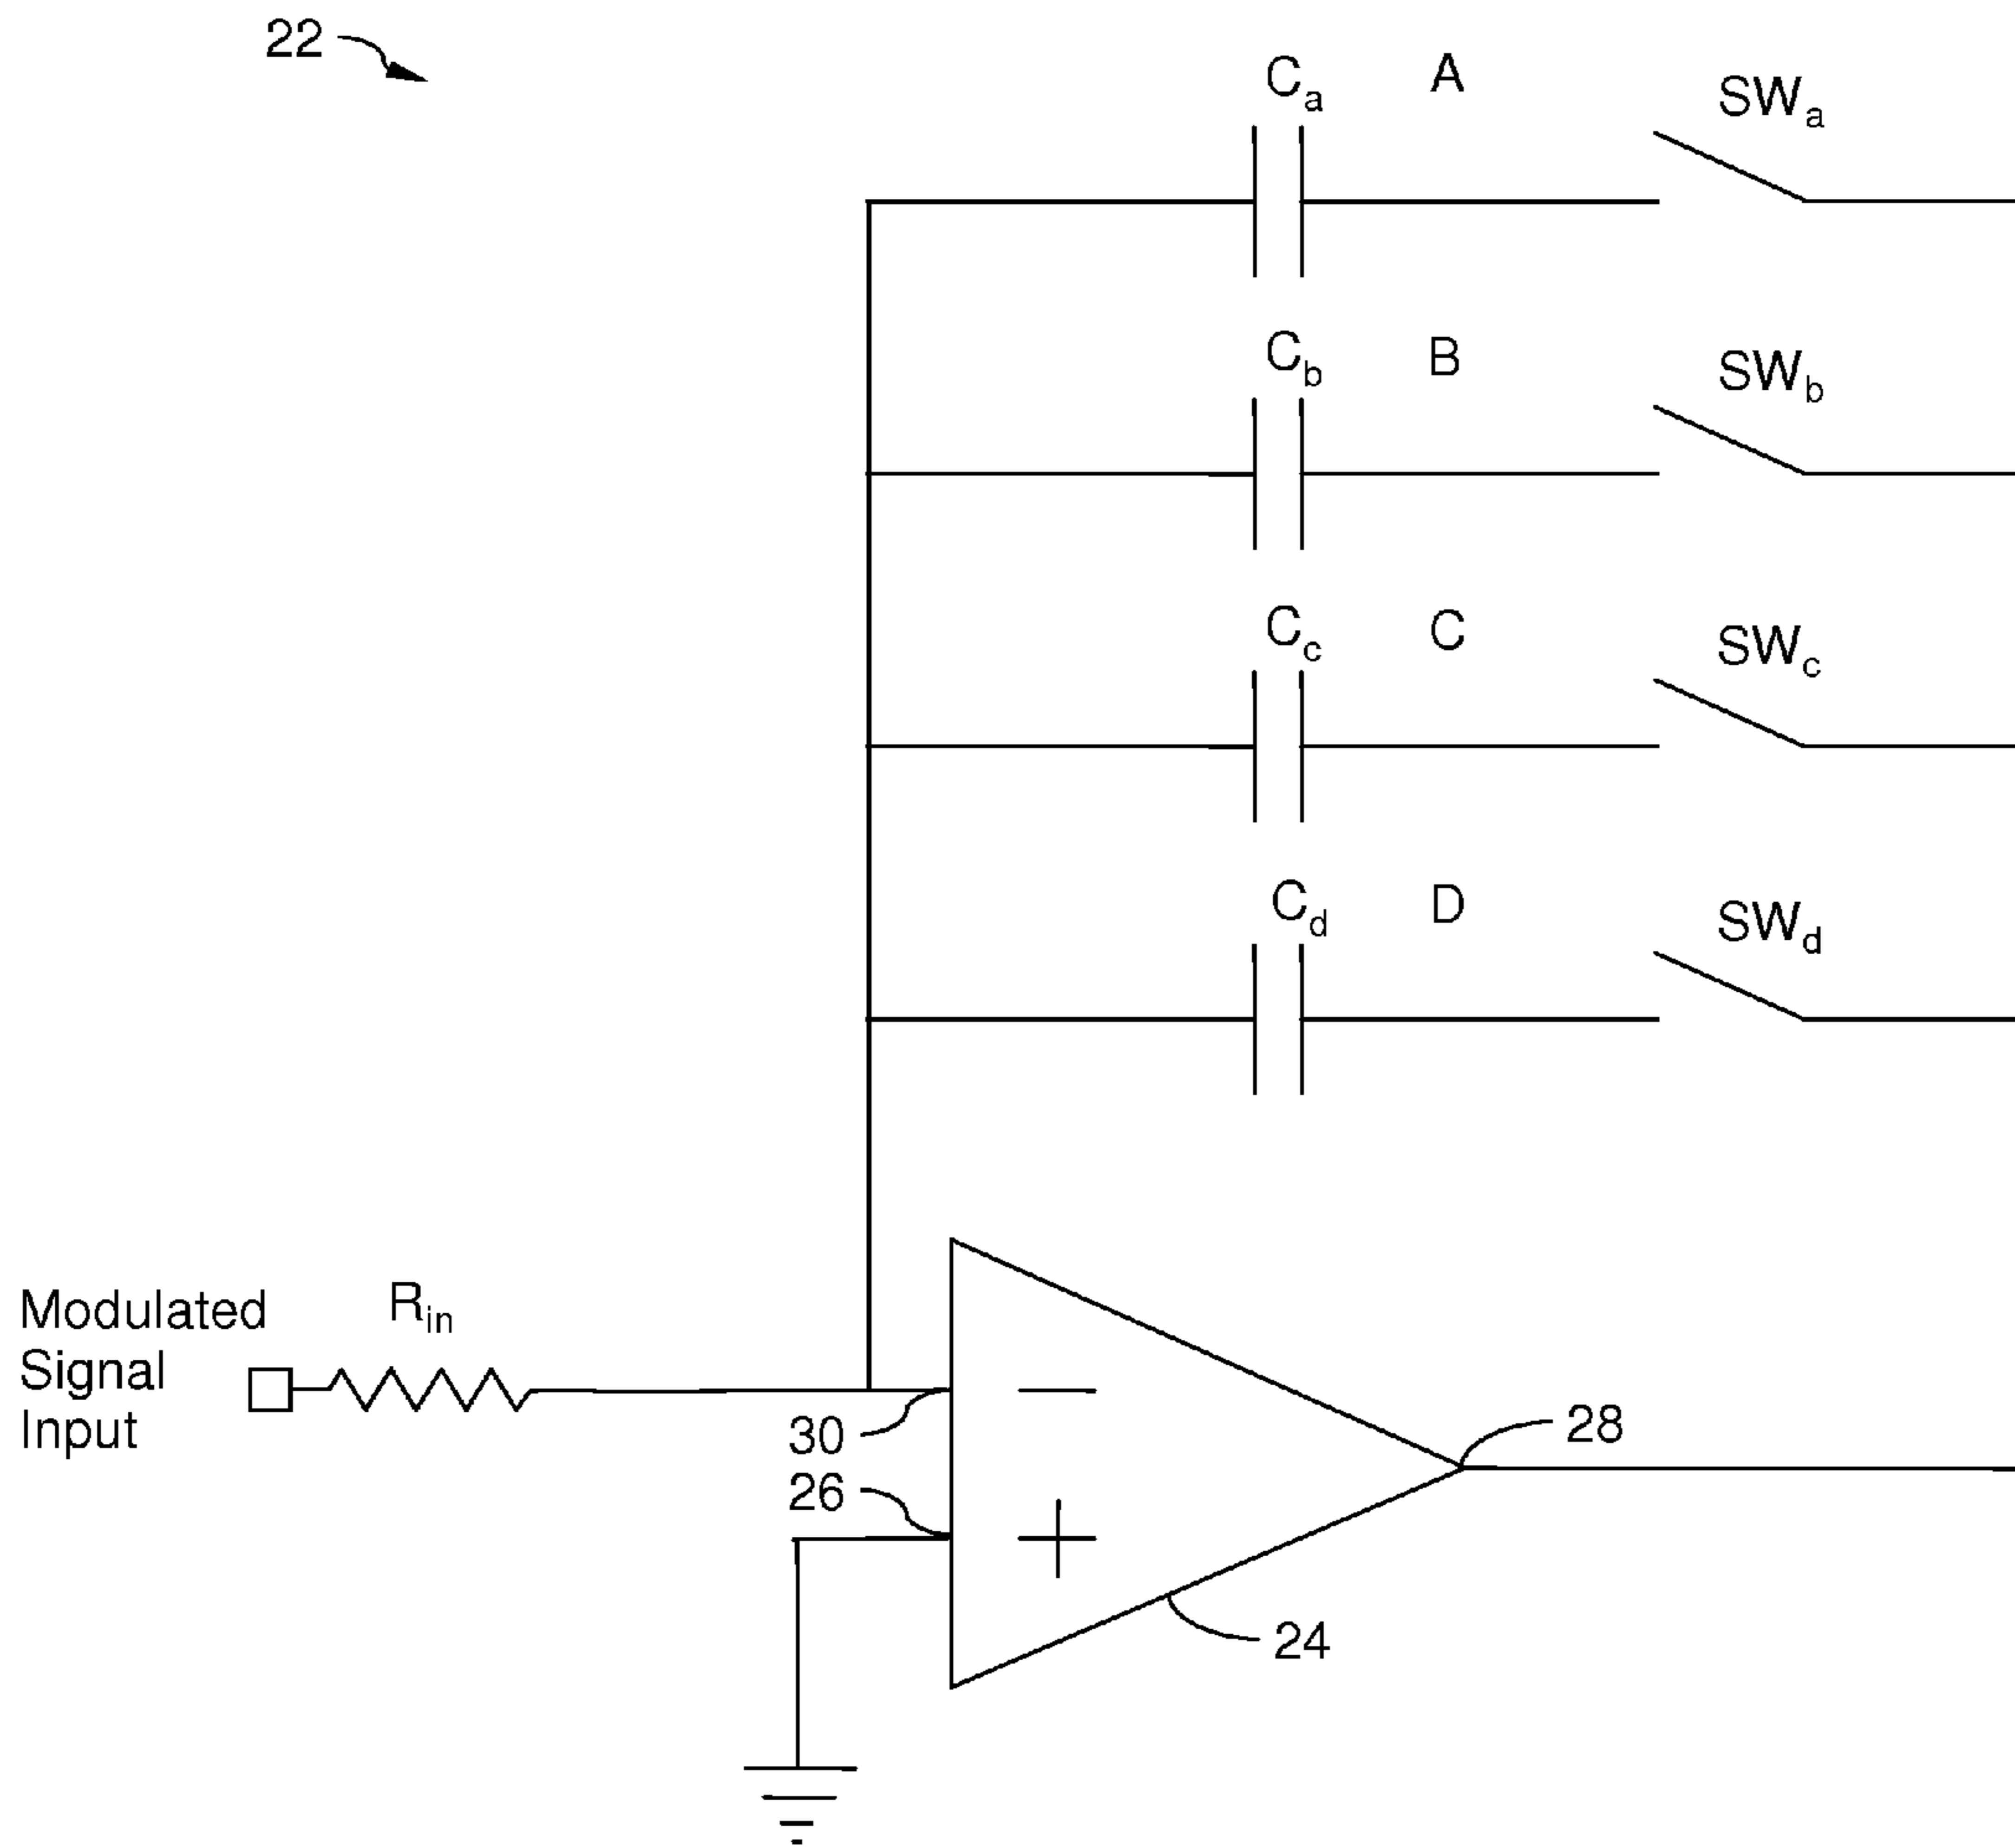 22
Ca A SWa
Cb B SWb
Cc C SWc
Cd D SWd
Modulated
Signal
Input
Rin
30
26
28
24